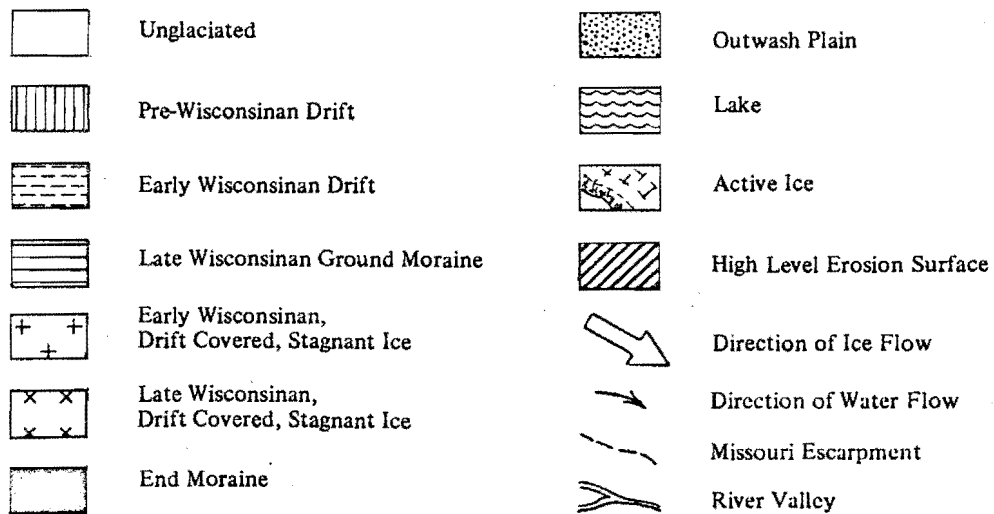 Unglaciated
Pre-Wisconsinan Drift
Early Wisconsinan Drift
Late Wisconsinan Ground Moraine
Early Wisconsinan,
Drift Covered, Stagnant Ice
Late Wisconsinan,
Drift Covered, Stagnant Ice
End Moraine
Outwash Plain
Lake
Active Ice
High Level Erosion Surface
Direction of Ice Flow
Direction of Water Flow
Missouri Escarpment
River Valley